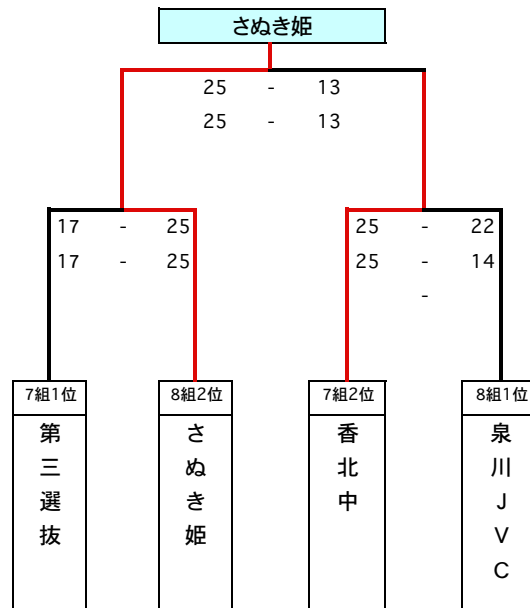 さぬき姫
25 - 13
25 - 13
17 - 25 25 - 22
17 - 25 25 - 14
-
7組1位 8組2位 7組2位 8組1位
第三選抜
さぬき姫
香北中
泉川JVC